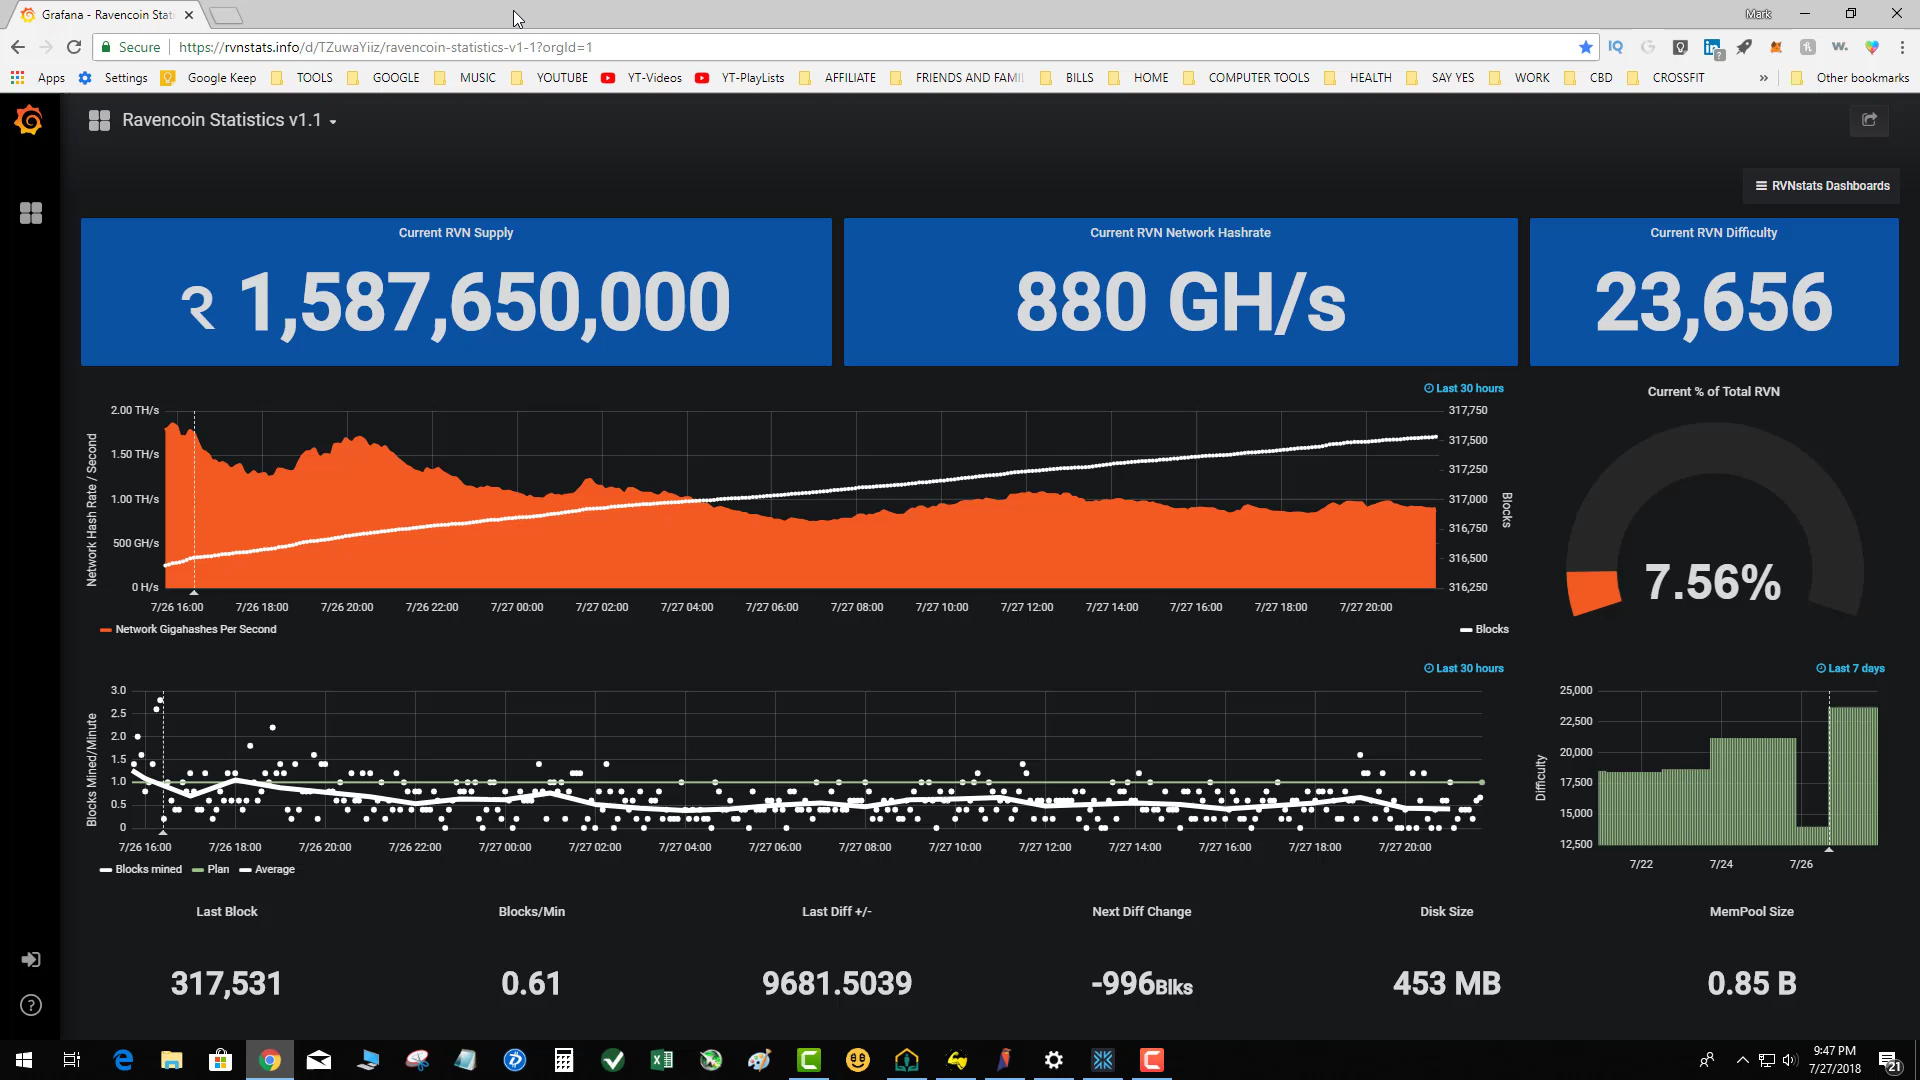 Grafana - Ravencoin Stat
Mark
Secure
https://rvnstats.info/d/TZuwaYiiz/ravencoin-statistics-v1-1?orgId=1
IQ
Apps Settings Google Keep TOOLS GOOGLE MUSIC YOUTUBE YT-Videos YT-PlayLists AFFILIATE FRIENDS AND FAMI BILLS HOME COMPUTER TOOLS HEALTH SAY YES WORK CBD CROSSFIT » Other bookmarks
Ravencoin Statistics v1.1
RVNstats Dashboards
Current RVN Supply
२ 1,587,650,000
Current RVN Network Hashrate
880 GH/s
Current RVN Difficulty
23,656
Last 30 hours
Network Hash Rate / Second
2.00 TH/s
1.50 TH/s
1.00 TH/s
500 GH/s
0 H/s
317,750
317,500
317,250
317,000
316,750
316,500
316,250
Blocks
7/26 16:00 7/26 18:00 7/26 20:00 7/26 22:00 7/27 00:00 7/27 02:00 7/27 04:00 7/27 06:00 7/27 08:00 7/27 10:00 7/27 12:00 7/27 14:00 7/27 16:00 7/27 18:00 7/27 20:00
Network Gigahashes Per Second
Blocks
Current % of Total RVN
7.56%
Last 30 hours
Blocks Mined/Minute
3.0
2.5
2.0
1.5
1.0
0.5
0
7/26 16:00 7/26 18:00 7/26 20:00 7/26 22:00 7/27 00:00 7/27 02:00 7/27 04:00 7/27 06:00 7/27 08:00 7/27 10:00 7/27 12:00 7/27 14:00 7/27 16:00 7/27 18:00 7/27 20:00
Blocks mined Plan Average
Last 7 days
Difficulty
25,000
22,500
20,000
17,500
15,000
12,500
7/22 7/24 7/26
Last Block
317,531
Blocks/Min
0.61
Last Diff +/-
9681.5039
Next Diff Change
-996Blks
Disk Size
453 MB
MemPool Size
0.85 B
9:47 PM
7/27/2018
21